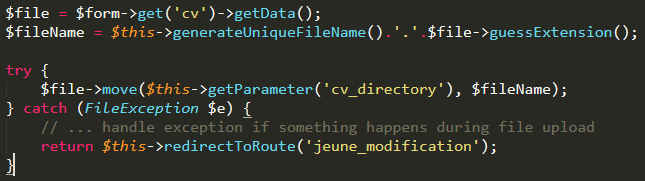 $file = $form->get('cv')->getData();
$fileName = $this->generateUniqueFileName().'.'.$file->guessExtension();
try {
$file->move($this->getParameter('cv_directory'), $fileName);
} catch (FileException $e) {
// ... handle exception if something happens during file upload
return $this->redirectToRoute('jeune_modification');
}